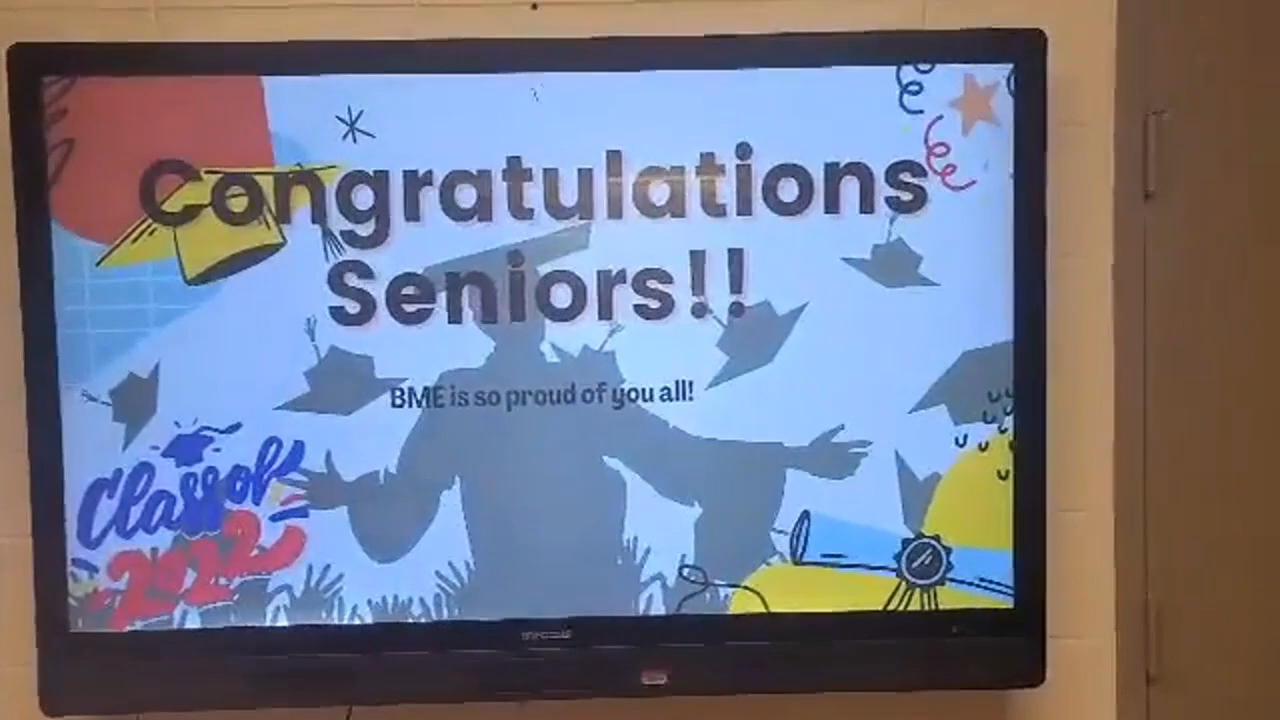 Congratulations
Seniors!!
BME is so proud of you all!
Class of
2022